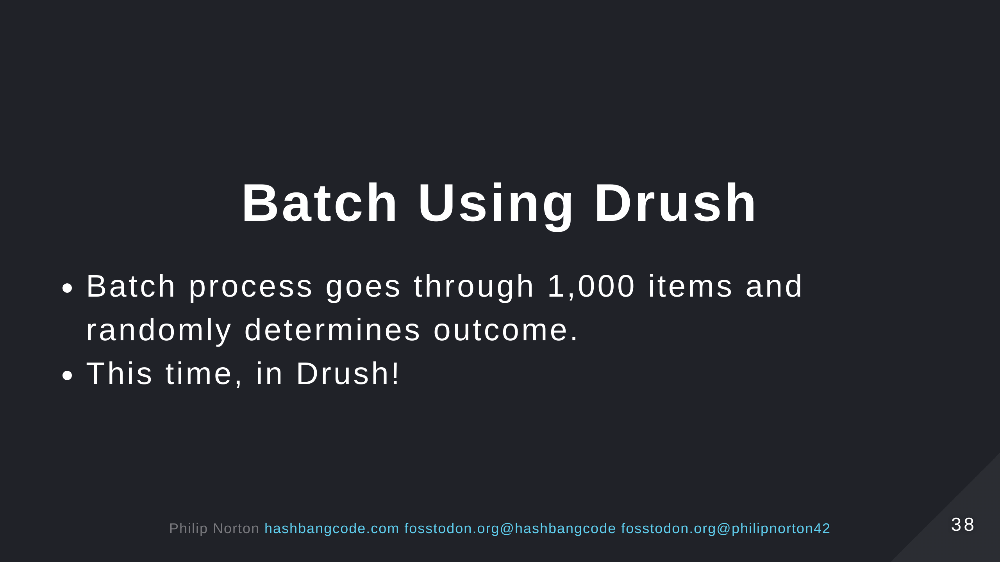 Batch Using Drush
• Batch process goes through 1,000 items and
randomly determines outcome.
• This time, in Drush!
Philip Norton hashbangcode.com fosstodon.org@hashbangcode fosstodon.org@philipnorton42
38